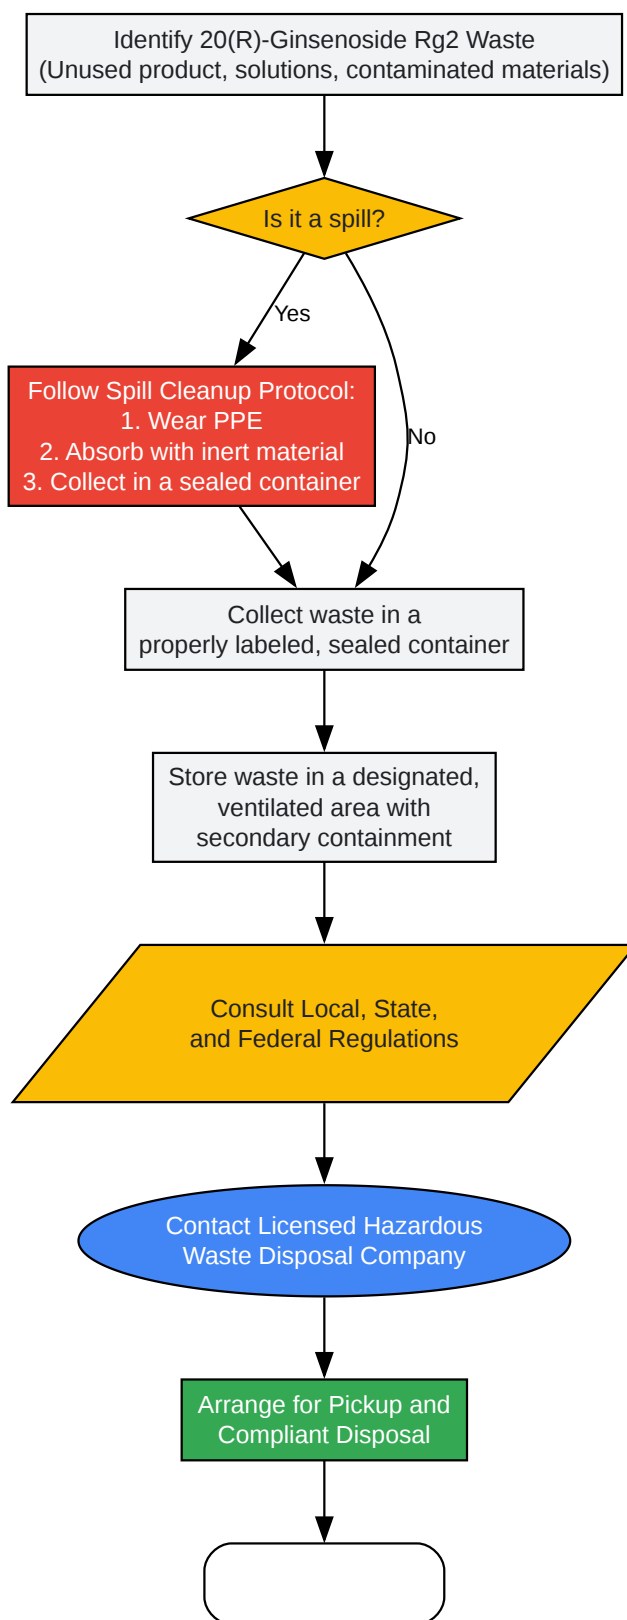 Identify 20(R)-Ginsenoside Rg2 Waste
(Unused product, solutions, contaminated materials)
Is it a spill?
Yes
Follow Spill Cleanup Protocol:
1. Wear PPE
2. Absorb with inert material
3. Collect in a sealed container
No
Collect waste in a
properly labeled, sealed container
Store waste in a designated,
ventilated area with
secondary containment
Consult Local, State,
and Federal Regulations
Contact Licensed Hazardous
Waste Disposal Company
Arrange for Pickup and
Compliant Disposal